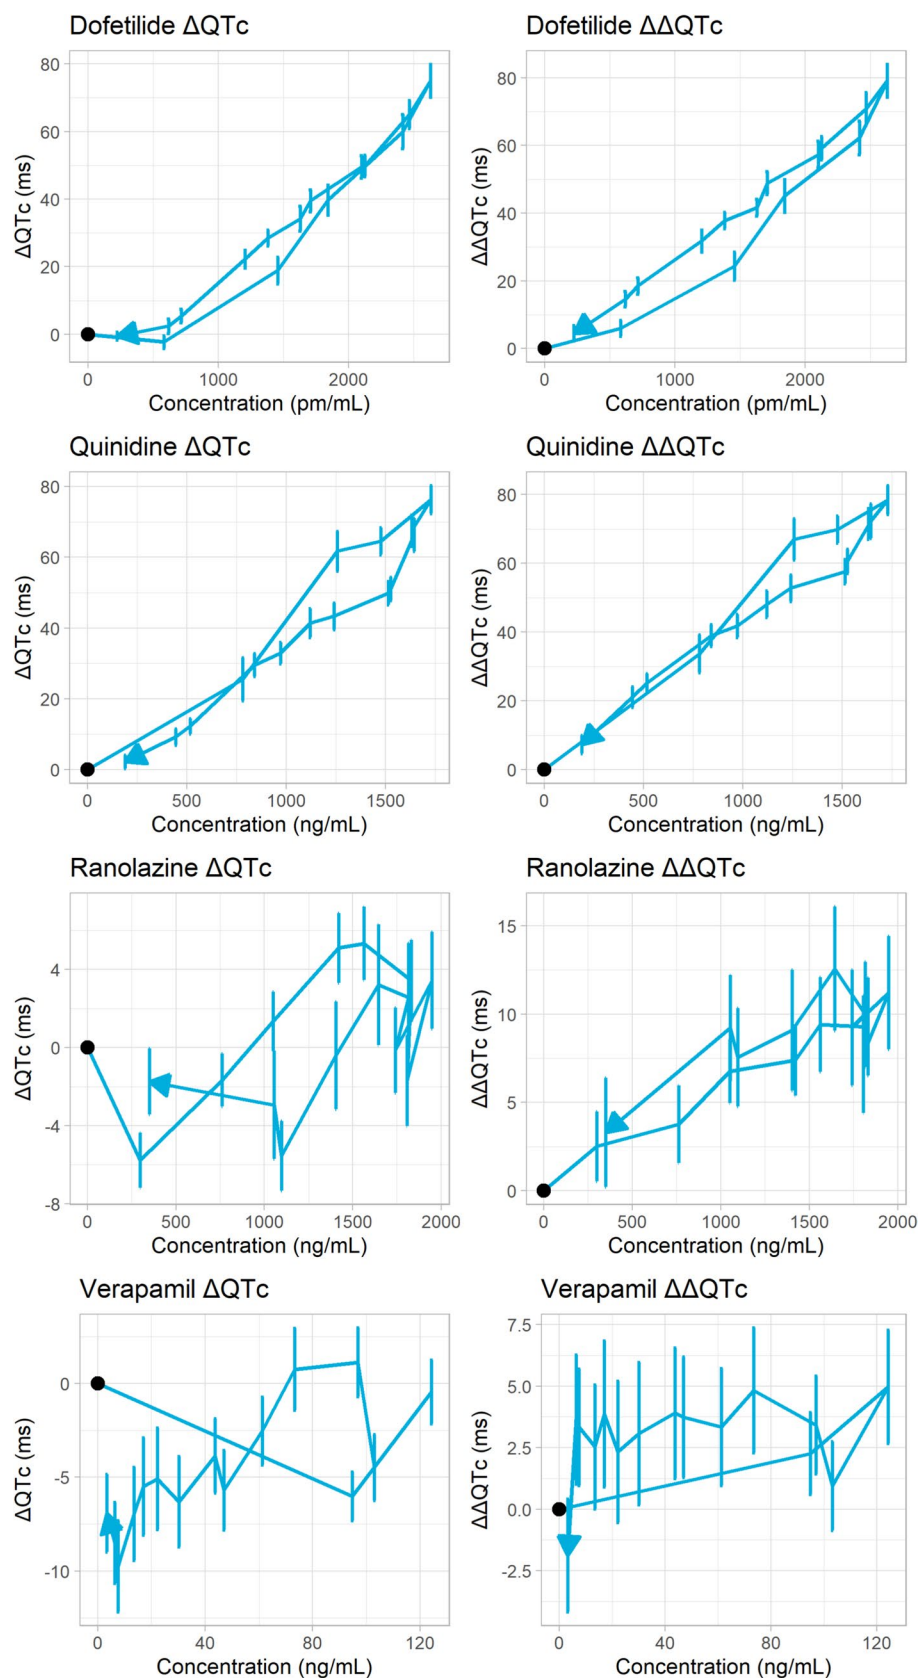 Dofetilide ΔQTc
Dofetilide ΔΔQTc
80
60
40
20
0
ΔQTc (ms)
0
1000
2000
Concentration (pm/mL)
80
60
40
20
0
ΔΔQTc (ms)
0
1000
2000
Concentration (pm/mL)
Quinidine ΔQTc
Quinidine ΔΔQTc
80
60
40
20
0
ΔQTc (ms)
0
500
1000
1500
Concentration (ng/mL)
80
60
40
20
0
ΔΔQTc (ms)
0
500
1000
1500
Concentration (ng/mL)
Ranolazine ΔQTc
Ranolazine ΔΔQTc
4
0
-4
-8
ΔQTc (ms)
0
500
1000
1500
2000
Concentration (ng/mL)
15
10
5
0
ΔΔQTc (ms)
0
500
1000
1500
2000
Concentration (ng/mL)
Verapamil ΔQTc
Verapamil ΔΔQTc
0
-5
-10
ΔQTc (ms)
0
40
80
120
Concentration (ng/mL)
7.5
5.0
2.5
0.0
-2.5
ΔΔQTc (ms)
0
40
80
120
Concentration (ng/mL)